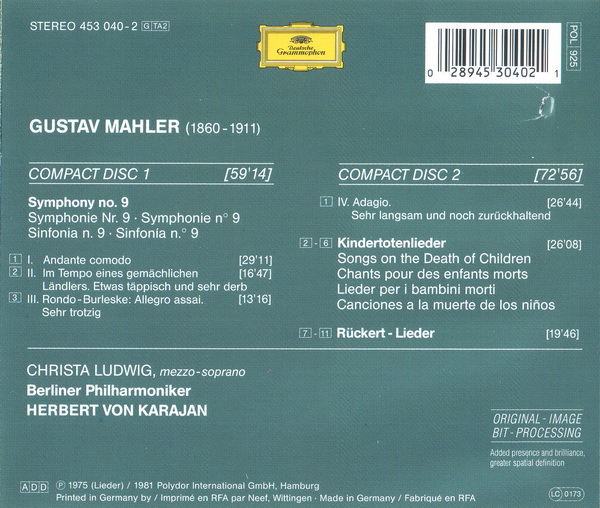 STEREO 453 040-2 G TA2
Deutsche
Grammophon
0 28945 30402 1
POL 925
GUSTAV MAHLER (1860-1911)
COMPACT DISC 1 [59'14]
Symphony no. 9
Symphonie Nr. 9 · Symphonie n° 9
Sinfonia n. 9 · Sinfonía n.° 9
1 I. Andante comodo [29'11]
2 II. Im Tempo eines gemächlichen [16'47]
Ländlers. Etwas täppisch und sehr derb
3 III. Rondo-Burleske: Allegro assai. [13'16]
Sehr trotzig
COMPACT DISC 2 [72'56]
1 IV. Adagio. [26'44]
Sehr langsam und noch zurückhaltend
2 - 6 Kindertotenlieder [26'08]
Songs on the Death of Children
Chants pour des enfants morts
Lieder per i bambini morti
Canciones a la muerte de los niños
7 - 11 Rückert-Lieder [19'46]
CHRISTA LUDWIG, mezzo-soprano
Berliner Philharmoniker
HERBERT VON KARAJAN
ORIGINAL-IMAGE
BIT-PROCESSING
Added presence and brilliance,
greater spatial definition
ADD ℗ 1975 (Lieder) / 1981 Polydor International GmbH, Hamburg
Printed in Germany by / Imprimé en RFA par Neef, Wittingen · Made in Germany / Fabriqué en RFA
LC 0173